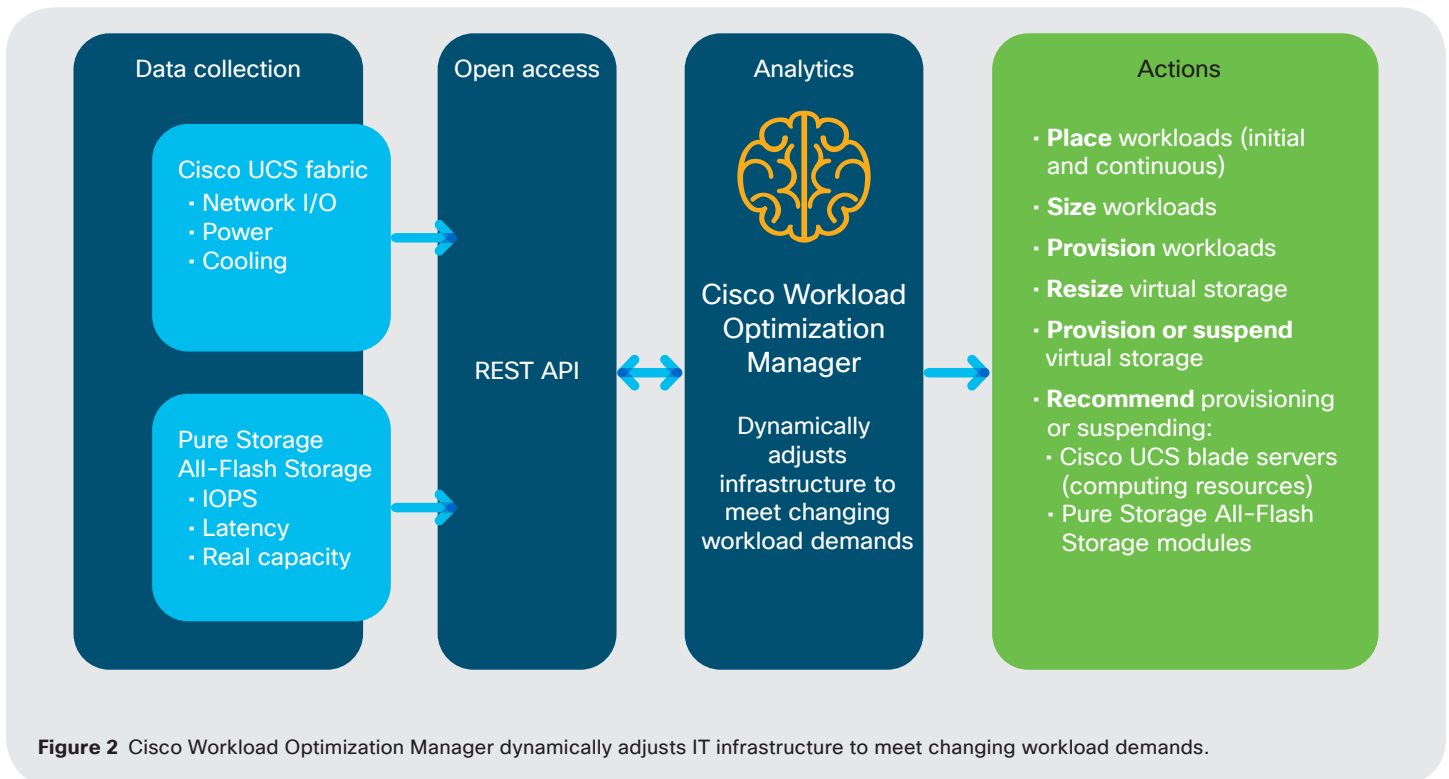 Data collection
Cisco UCS fabric
· Network I/O
· Power
· Cooling
Pure Storage
All-Flash Storage
· IOPS
· Latency
· Real capacity
Open access
REST API
Analytics
Cisco Workload
Optimization
Manager
Dynamically
adjusts
infrastructure to
meet changing
workload demands
Actions
· Place workloads (initial
and continuous)
· Size workloads
· Provision workloads
· Resize virtual storage
· Provision or suspend
virtual storage
· Recommend provisioning
or suspending:
· Cisco UCS blade servers
(computing resources)
· Pure Storage All-Flash
Storage modules
Figure 2 Cisco Workload Optimization Manager dynamically adjusts IT infrastructure to meet changing workload demands.